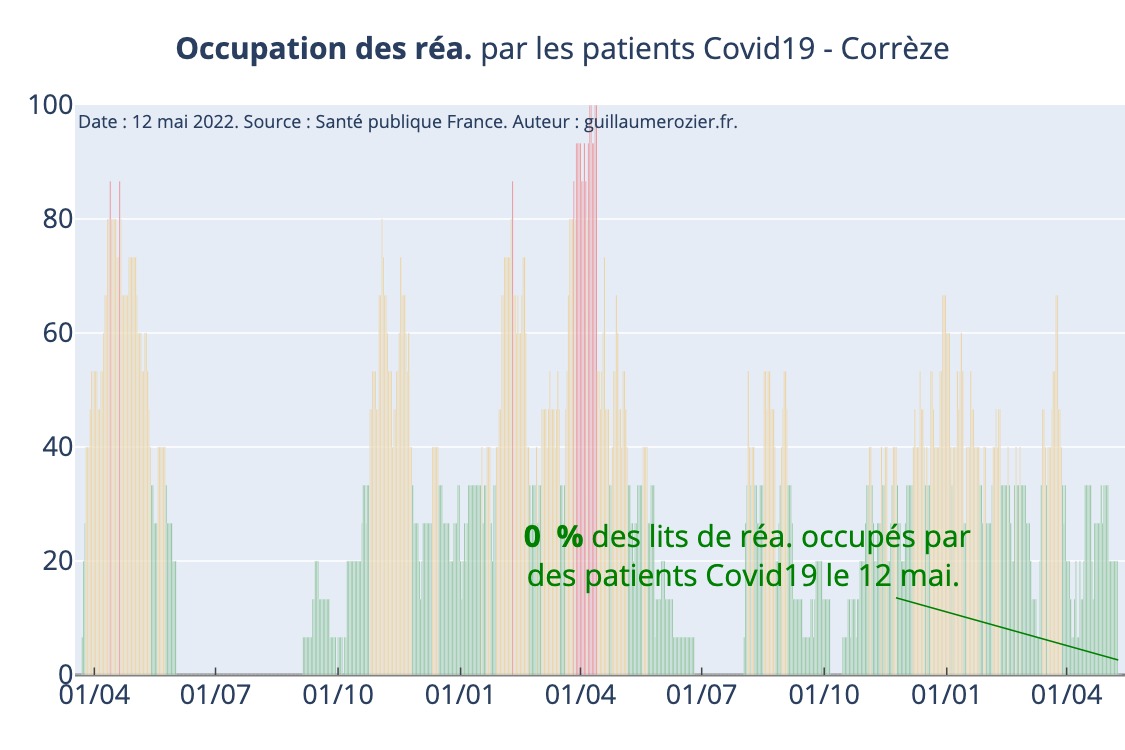 Occupation des réa. par les patients Covid19 - Corrèze
100
Date : 12 mai 2022. Source : Santé publique France. Auteur : guillaumerozier.fr.
80
60
40
0 % des lits de réa. occupés par
des patients Covid19 le 12 mai.
20
0
01/04 01/07 01/10 01/01 01/04 01/07 01/10 01/01 01/04